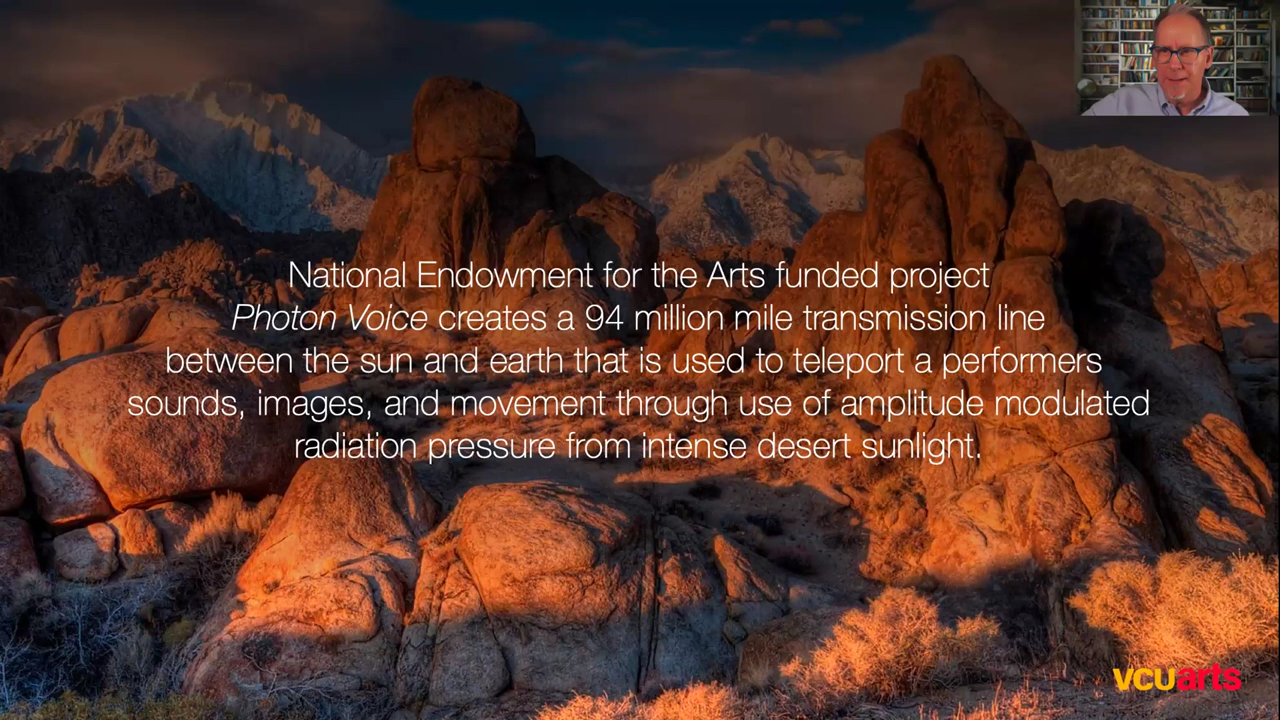 National Endowment for the Arts funded project
Photon Voice creates a 94 million mile transmission line
between the sun and earth that is used to teleport a performers
sounds, images, and movement through use of amplitude modulated
radiation pressure from intense desert sunlight.
vcuarts